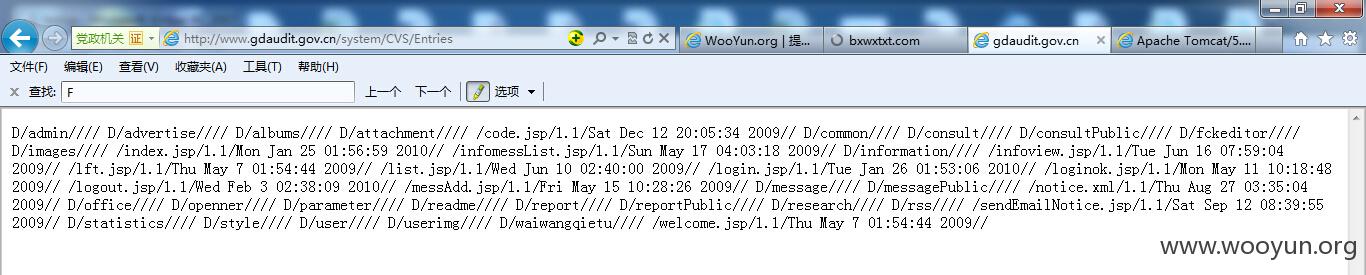 党政机关 证 http://www.gdaudit.gov.cn/system/CVS/Entries WooYun.org | 提... bxwxtxt.com gdaudit.gov.cn Apache Tomcat/5....
文件(F) 编辑(E) 查看(V) 收藏夹(A) 工具(T) 帮助(H)
查找: F 上一个 下一个 选项
D/admin//// D/advertise//// D/albums//// D/attachment//// /code.jsp/1.1/Sat Dec 12 20:05:34 2009// D/common//// D/consult//// D/consultPublic//// D/fckeditor////
D/images//// /index.jsp/1.1/Mon Jan 25 01:56:59 2010// /infomessList.jsp/1.1/Sun May 17 04:03:18 2009// D/information//// /infoview.jsp/1.1/Tue Jun 16 07:59:04
2009// /lft.jsp/1.1/Thu May 7 01:54:44 2009// /list.jsp/1.1/Wed Jun 10 02:40:00 2009// /login.jsp/1.1/Tue Jan 26 01:53:06 2010// /loginok.jsp/1.1/Mon May 11 10:18:48
2009// /logout.jsp/1.1/Wed Feb 3 02:38:09 2010// /messAdd.jsp/1.1/Fri May 15 10:28:26 2009// D/message//// D/messagePublic//// /notice.xml/1.1/Thu Aug 27 03:35:04
2009// D/office//// D/openner//// D/parameter//// D/readme//// D/report//// D/reportPublic//// D/research//// D/rss//// /sendEmailNotice.jsp/1.1/Sat Sep 12 08:39:55
2009// D/statistics//// D/style//// D/user//// D/userimg//// D/waiwangqietu//// /welcome.jsp/1.1/Thu May 7 01:54:44 2009//
www.wooyun.org